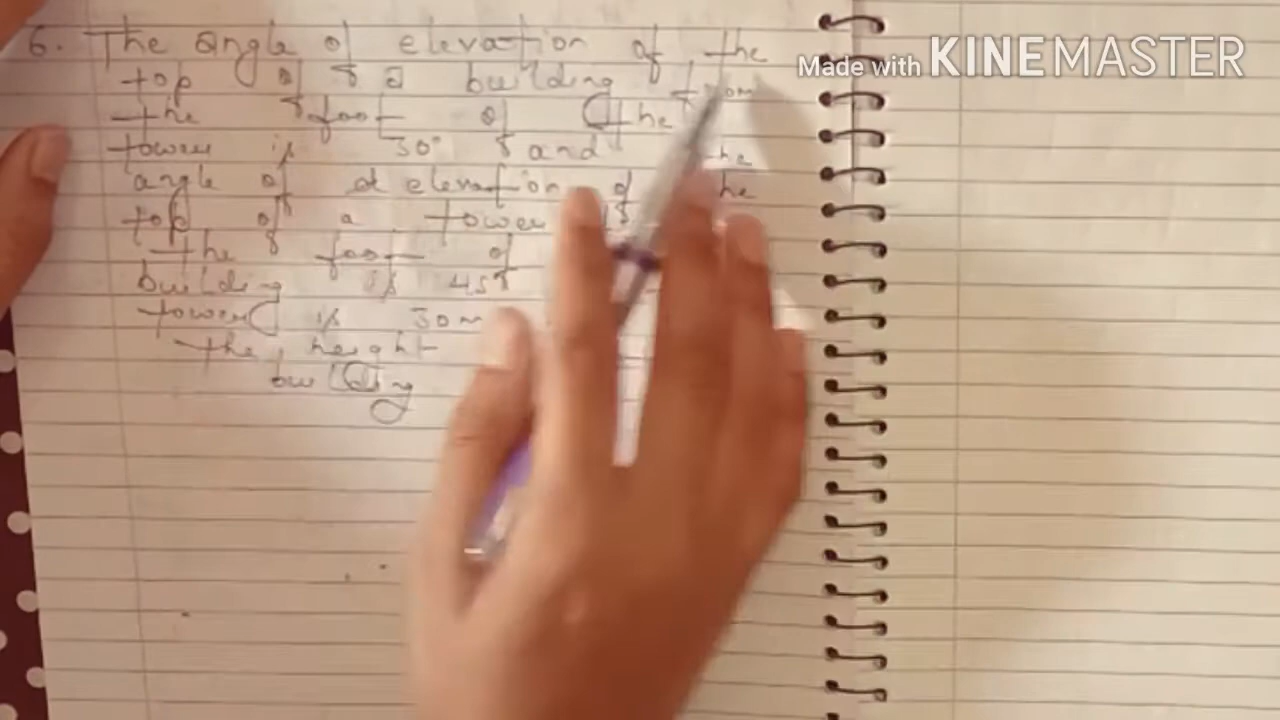 6. The angle of elevation of the
Made with KINEMASTER
top of a building from
the foot of the
tower is 30° and the
angle of elevation of the
top of a tower
the foot of
building is 45°
tower is 30m
the height
building